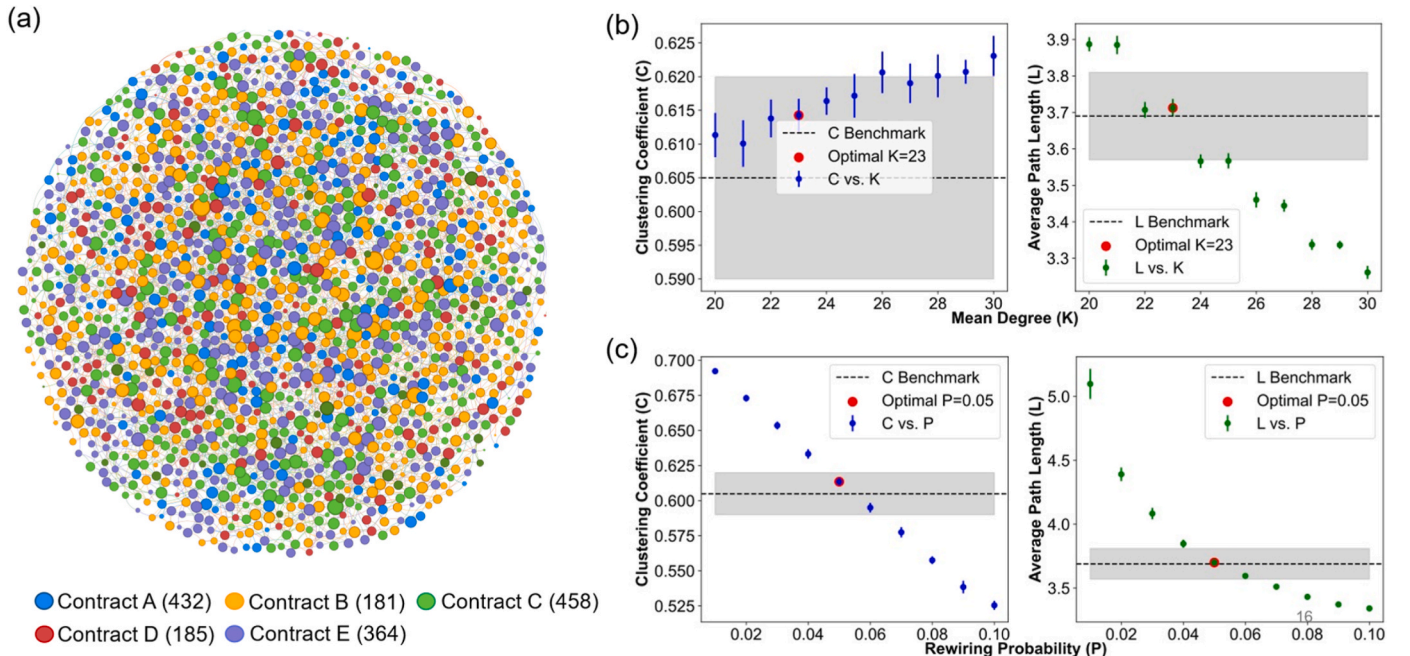 (a)
Contract A (432) Contract B (181) Contract C (458)
Contract D (185) Contract E (364)
(b)
Clustering Coefficient (C)
0.625
0.620
0.615
0.610
0.605
0.600
0.595
0.590
C Benchmark
Optimal K=23
C vs. K
20 22 24 26 28 30
Average Path Length (L)
3.9
3.8
3.7
3.6
3.5
3.4
3.3
L Benchmark
Optimal K=23
L vs. K
20 22 24 26 28 30
Mean Degree (K)
(c)
Clustering Coefficient (C)
0.700
0.675
0.650
0.625
0.600
0.575
0.550
0.525
C Benchmark
Optimal P=0.05
C vs. P
0.02 0.04 0.06 0.08 0.10
Average Path Length (L)
5.0
4.5
4.0
3.5
L Benchmark
Optimal P=0.05
L vs. P
16
0.02 0.04 0.06 0.08 0.10
Rewiring Probability (P)